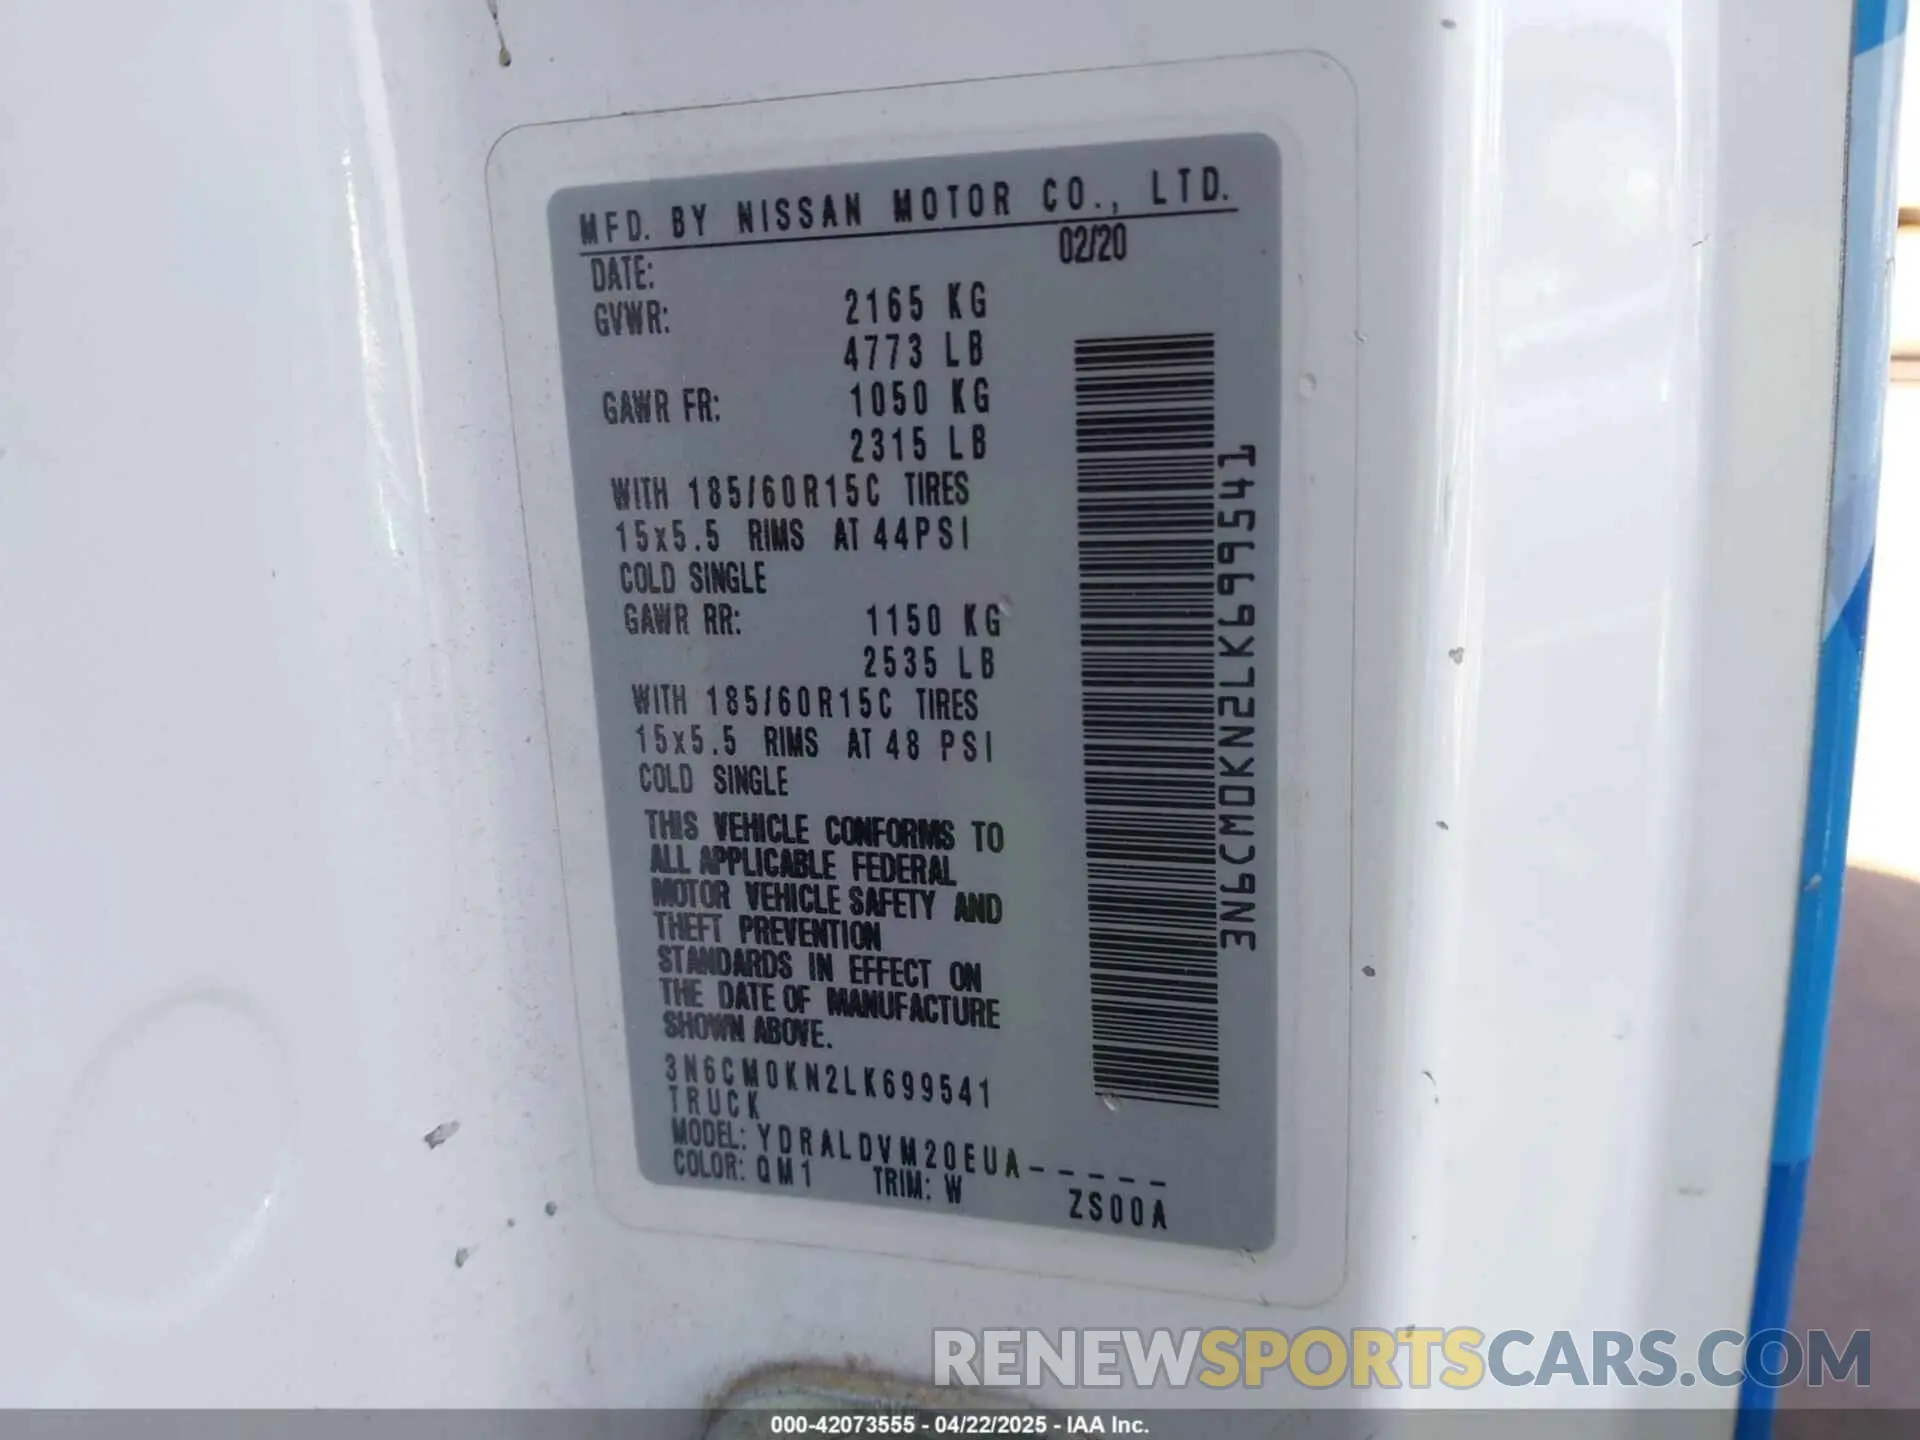 MFD. BY NISSAN MOTOR CO., LTD.
DATE: 02/20
GVWR: 2165 KG
4773 LB
GAWR FR: 1050 KG
2315 LB
WITH 185/60R15C TIRES
15x5.5 RIMS AT 44PSI
COLD SINGLE
GAWR RR: 1150 KG
2535 LB
WITH 185/60R15C TIRES
15x5.5 RIMS AT 48 PSI
COLD SINGLE
THIS VEHICLE CONFORMS TO
ALL APPLICABLE FEDERAL
MOTOR VEHICLE SAFETY AND
THEFT PREVENTION
STANDARDS IN EFFECT ON
THE DATE OF MANUFACTURE
SHOWN ABOVE.
3N6CM0KN2LK699541
TRUCK
MODEL: YDRALDVM20EUA-----
COLOR: QM1 TRIM: W ZS00A
3N6CM0KN2LK699541
RENEWSPORTSCARS.COM
000-42073555 - 04/22/2025 - IAA Inc.